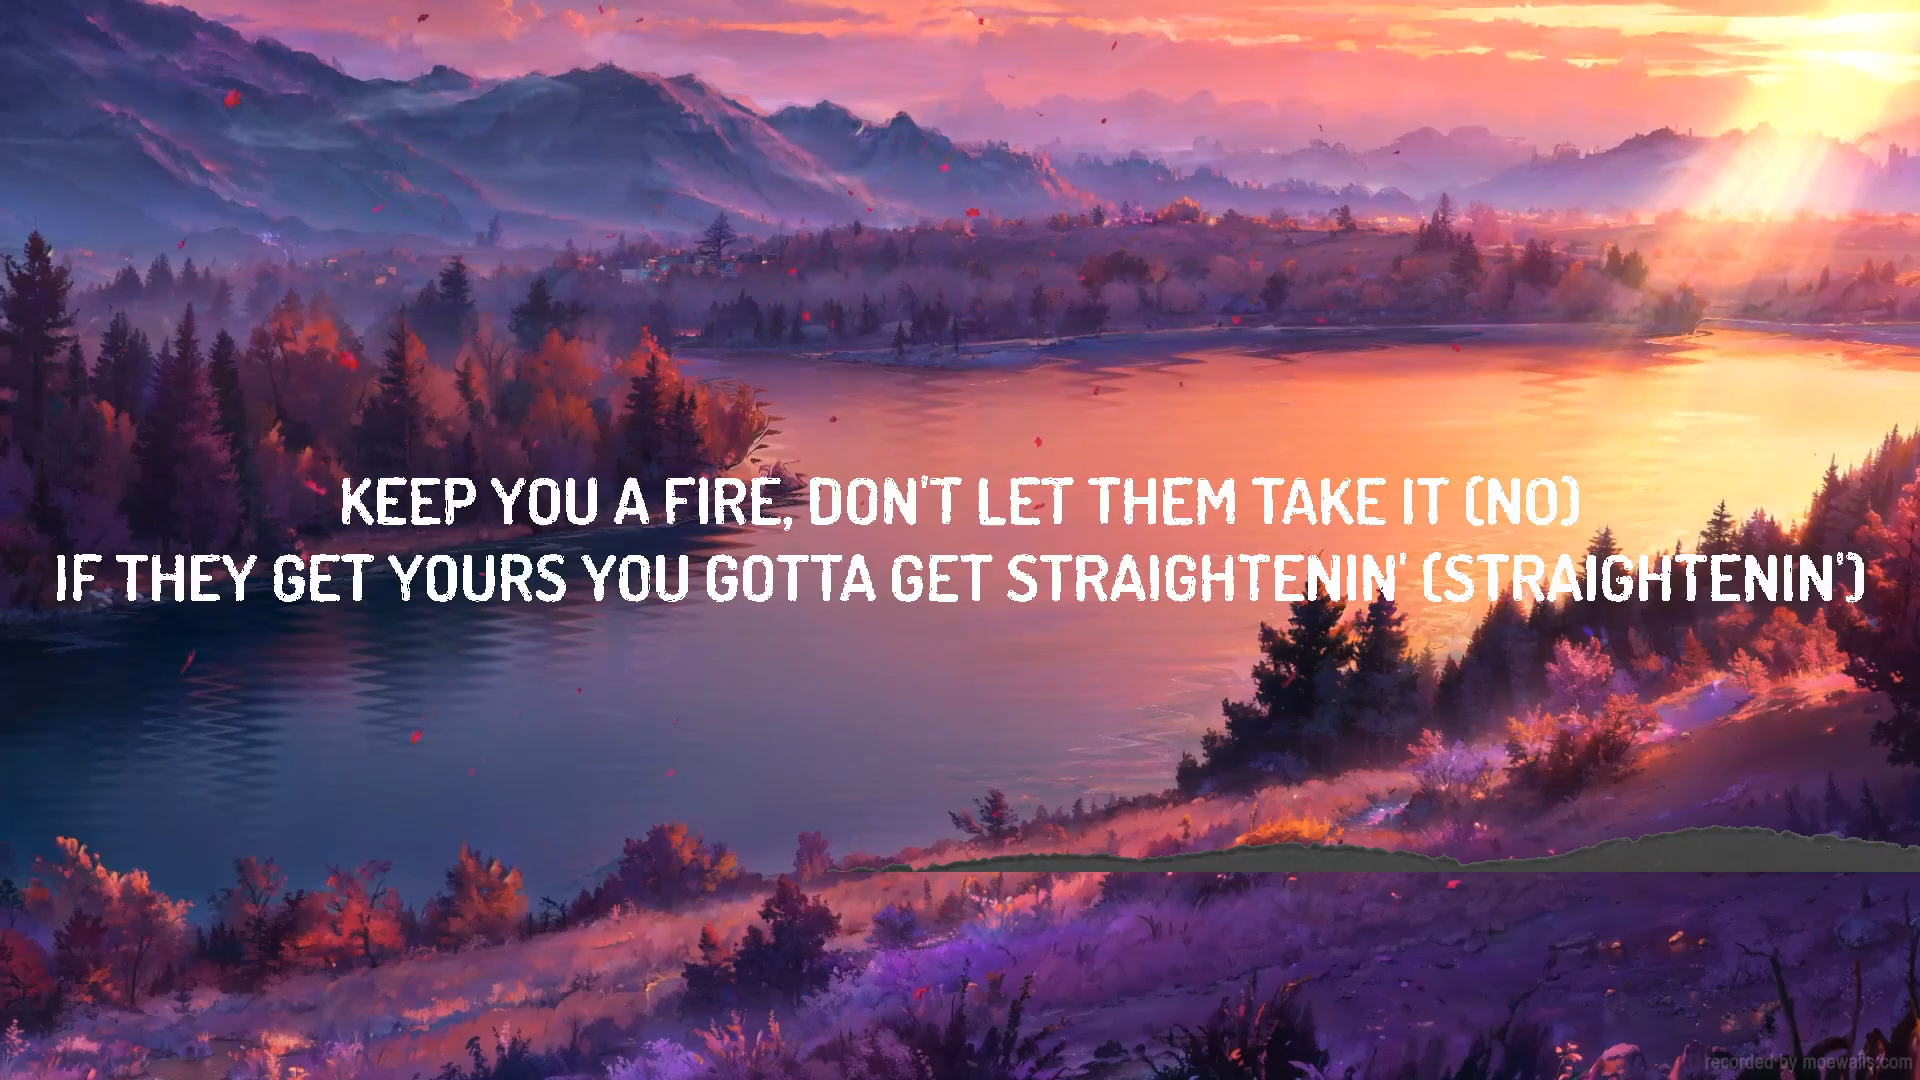 KEEP YOU A FIRE, DON'T LET THEM TAKE IT (NO)
IF THEY GET YOURS YOU GOTTA GET STRAIGHTENIN' (STRAIGHTENIN')
recorded by moewalls.com